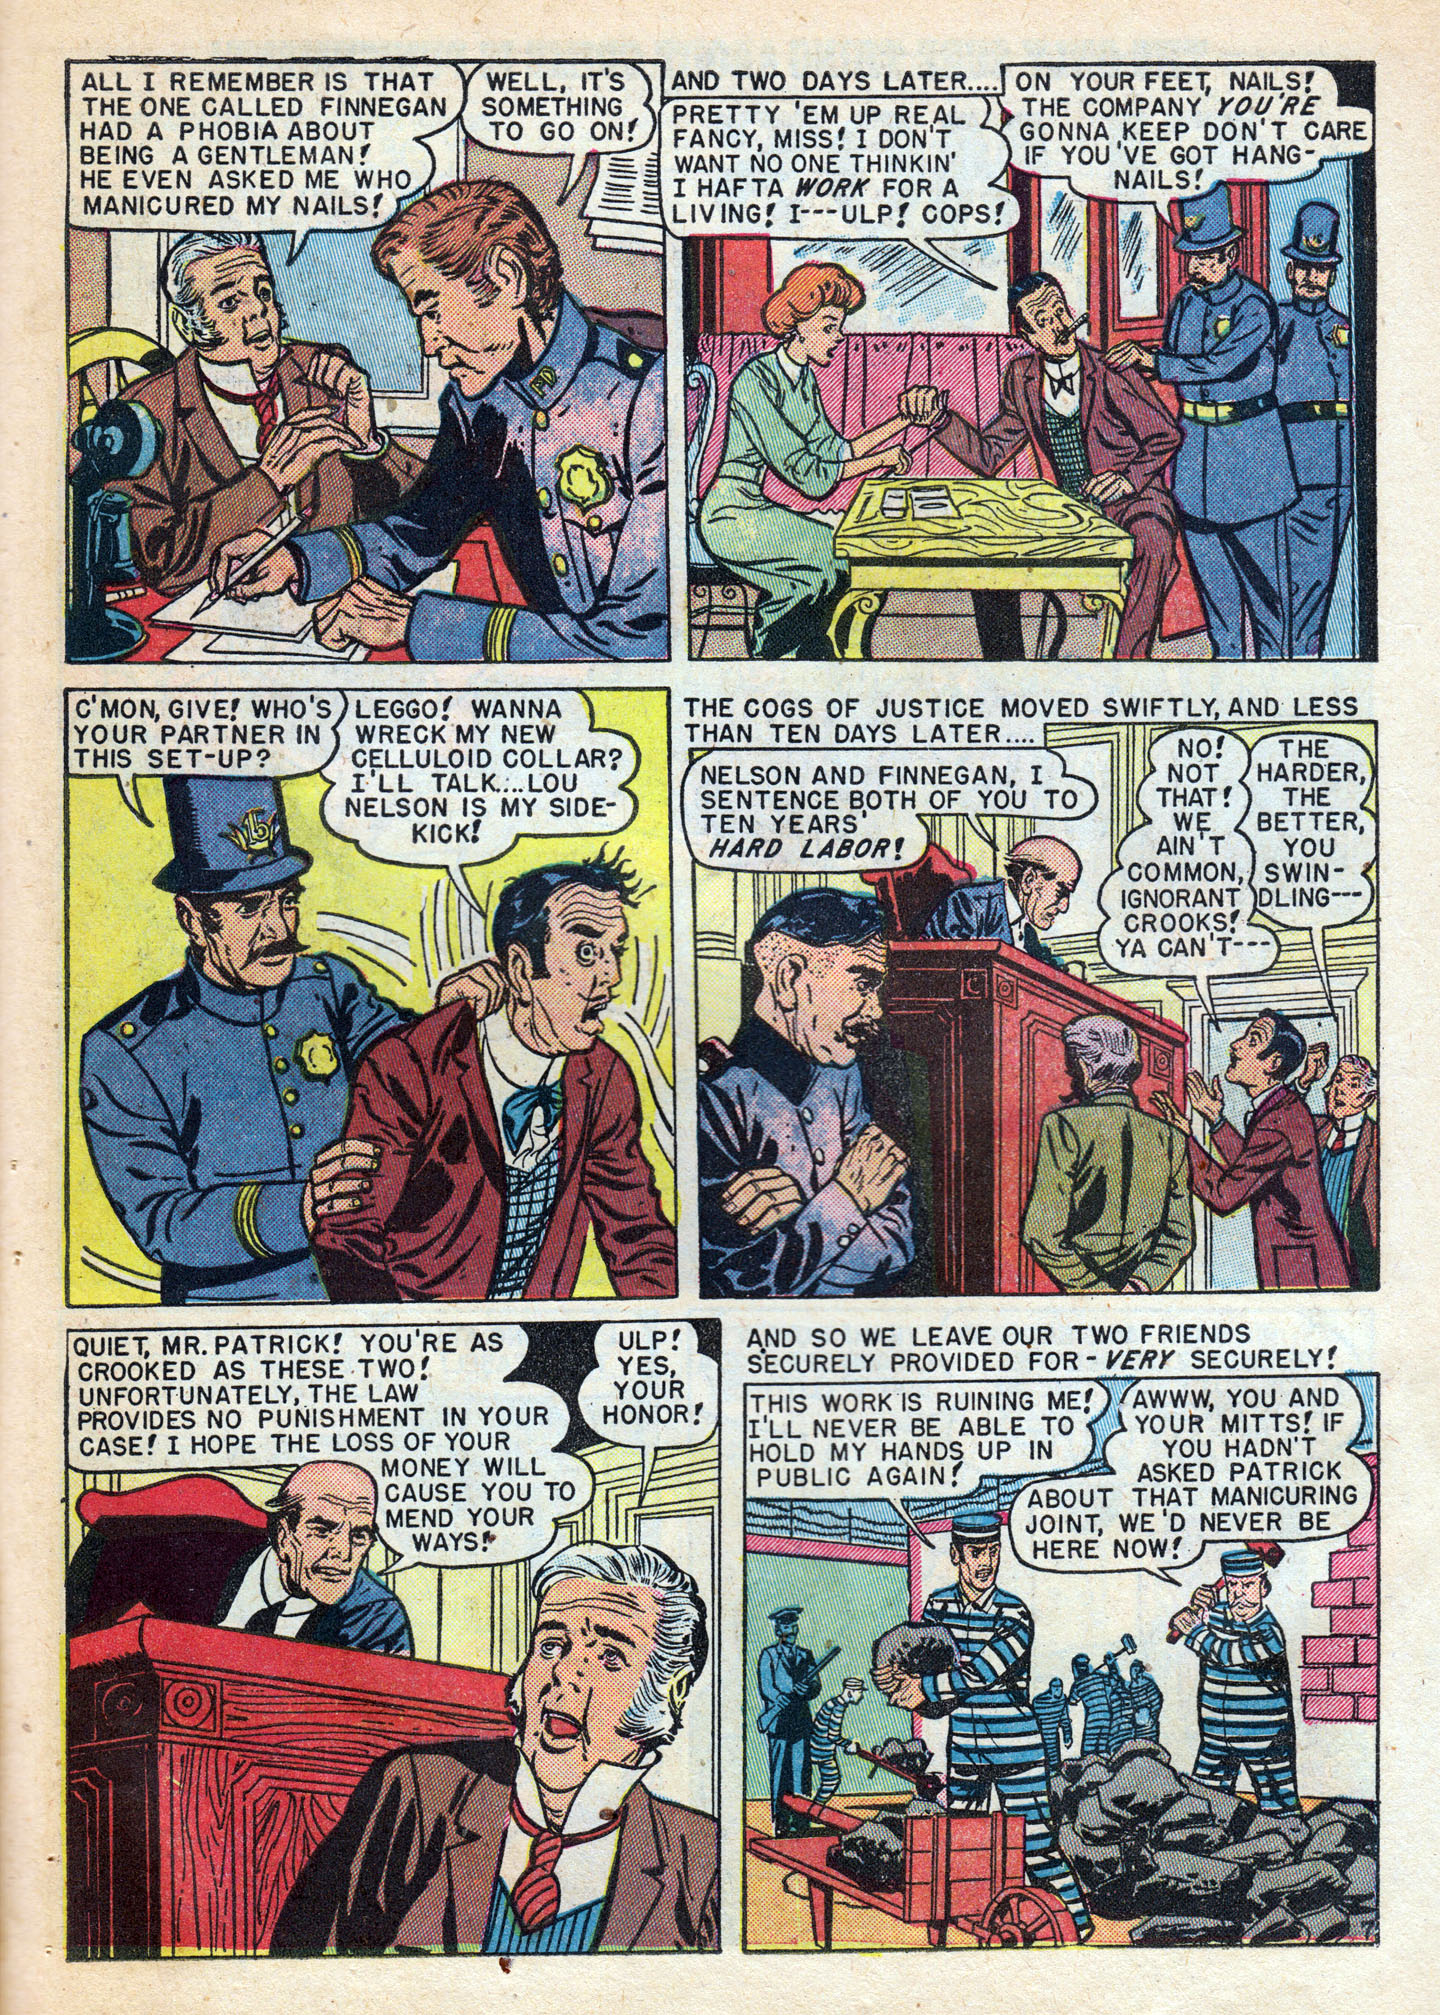 ALL I REMEMBER IS THAT
THE ONE CALLED FINNEGAN
HAD A PHOBIA ABOUT
BEING A GENTLEMAN!
HE EVEN ASKED ME WHO
MANICURED MY NAILS!
WELL, IT'S
SOMETHING
TO GO ON!
PD
AND TWO DAYS LATER....
PRETTY 'EM UP REAL
FANCY, MISS! I DON'T
WANT NO ONE THINKIN'
I HAFTA WORK FOR A
LIVING! I---ULP! COPS!
ON YOUR FEET, NAILS!
THE COMPANY YOU'RE
GONNA KEEP DON'T CARE
IF YOU'VE GOT HANG-
NAILS!
C'MON, GIVE! WHO'S
YOUR PARTNER IN
THIS SET-UP?
LEGGO! WANNA
WRECK MY NEW
CELLULOID COLLAR?
I'LL TALK....LOU
NELSON IS MY SIDE-
KICK!
15
THE COGS OF JUSTICE MOVED SWIFTLY, AND LESS
THAN TEN DAYS LATER....
NELSON AND FINNEGAN, I
SENTENCE BOTH OF YOU TO
TEN YEARS'
HARD LABOR!
NO!
NOT
THAT!
WE
AIN'T
COMMON,
IGNORANT
CROOKS!
YA CAN'T---
THE
HARDER,
THE
BETTER,
YOU
SWIN-
DLING---
QUIET, MR. PATRICK! YOU'RE AS
CROOKED AS THESE TWO!
UNFORTUNATELY, THE LAW
PROVIDES NO PUNISHMENT IN YOUR
CASE! I HOPE THE LOSS OF YOUR
MONEY WILL
CAUSE YOU TO
MEND YOUR
WAYS!
ULP!
YES,
YOUR
HONOR!
AND SO WE LEAVE OUR TWO FRIENDS
SECURELY PROVIDED FOR - VERY SECURELY!
THIS WORK IS RUINING ME!
I'LL NEVER BE ABLE TO
HOLD MY HANDS UP IN
PUBLIC AGAIN!
AWWW, YOU AND
YOUR MITTS! IF
YOU HADN'T
ASKED PATRICK
ABOUT THAT MANICURING
JOINT, WE'D NEVER BE
HERE NOW!